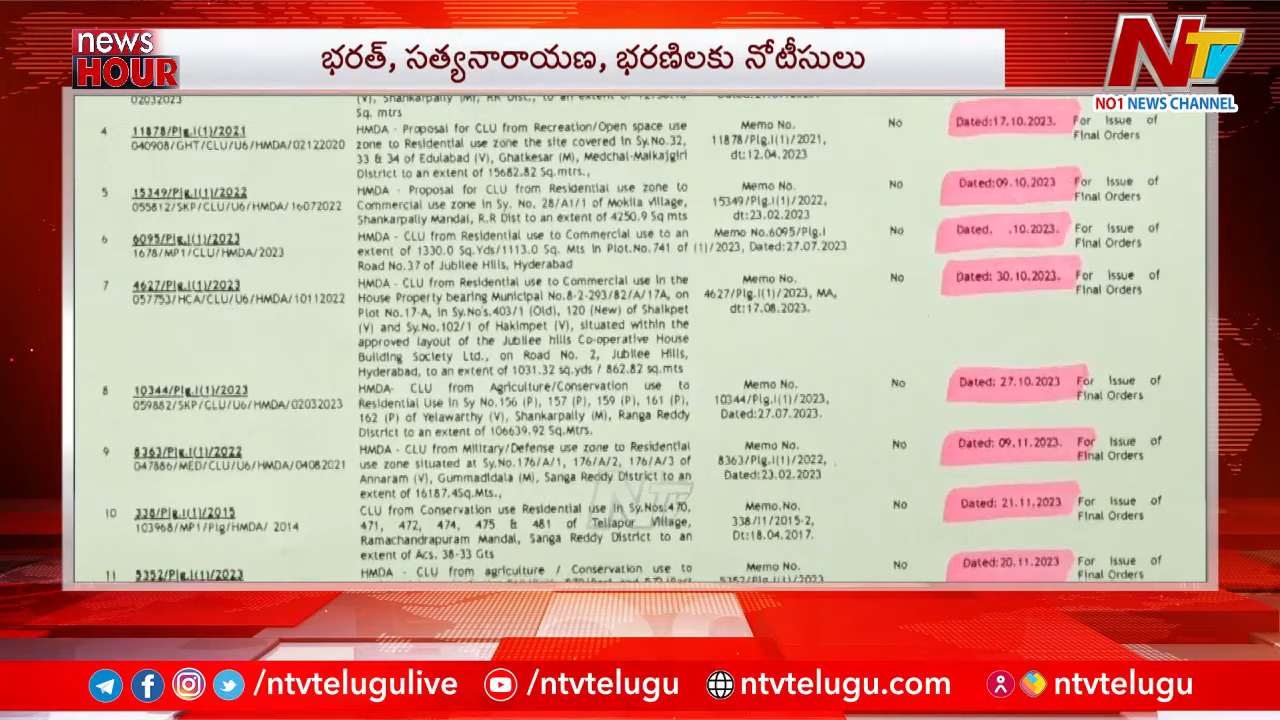 news
HOUR
భరత్, సత్యనారాయణ, భరణిలకు నోటీసులు
NTV
NO1 NEWS CHANNEL
02032023
(V), Shankarpally (M), RR Dist., to an extent of
Sq. mtrs
4 11878/Plg.I(1)/2021
040908/GHT/CLU/U6/HMDA/02122020
HMDA - Proposal for CLU from Recreation/Open space use
zone to Residential use zone the site covered in Sy.No.32,
33 & 34 of Edulabad (V), Ghatkesar (M), Medchal-Malkajgiri
District to an extent of 15682.82 Sq.mtrs.,
Memo No.
11878/Plg.I(1)/2021,
dt:12.04.2023
No
Dated:17.10.2023. For Issue of
Final Orders
5 15349/Plg.I(1)/2022
055812/SKP/CLU/U6/HMDA/16072022
HMDA - Proposal for CLU from Residential use zone to
Commercial use zone in Sy. No. 28/A1/1 of Mokila village,
Shankarpally Mandal, R.R Dist to an extent of 4250.9 Sq mts
Memo No.
15349/Plg.I(1)/2022,
dt:23.02.2023
No
Dated:09.10.2023 For Issue of
Final Orders
6 6095/Plg.I(1)/2023
1678/MP1/CLU/HMDA/2023
HMDA - CLU from Residential use to Commercial use to an
extent of 1330.0 Sq.Yds/1113.0 Sq. Mts in Plot.No.741 of
Road No.37 of Jubilee Hills, Hyderabad
Memo No.6095/Plg.I
(1)/2023, Dated:27.07.2023
No
Dated. .10.2023. For Issue of
Final Orders
7 4627/Plg.I(1)/2023
057753/HCA/CLU/U6/HMDA/10112022
HMDA - CLU from Residential use to Commercial use in the
House Property bearing Municipal No.8-2-293/82/A/17A, on
Plot No.17-A, in Sy.No's.403/1 (Old), 120 (New) of Shaikpet
(V) and Sy.No.102/1 of Hakimpet (V), situated within the
approved layout of the Jubilee hills Co-operative House
Building Society Ltd., on Road No. 2, Jubilee Hills,
Hyderabad, to an extent of 1031.32 sq.yds / 862.82 sq.mts
Memo No.
4627/Plg.I(1)/2023, MA,
dt:17.08.2023.
No
Dated: 30.10.2023. For Issue of
Final Orders
8 10344/Plg.I(1)/2023
059882/SKP/CLU/U6/HMDA/02032023
HMDA- CLU from Agriculture/Conservation use to
Residential Use in Sy No.156 (P), 157 (P), 159 (P), 161 (P),
162 (P) of Yelawarthy (V), Shankarpally (M), Ranga Reddy
District to an extent of 106639.92 Sq.Mtrs.
Memo No.
10344/Plg.I(1)/2023,
Dated:27.07.2023.
No
Dated: 27.10.2023 For Issue of
Final Orders
9 8363/Plg.I(1)/2022
047886/MED/CLU/U6/HMDA/04082021
HMDA - CLU from Military/Defense use zone to Residential
use zone situated at Sy.No.176/A/1, 176/A/2, 176/A/3 of
Annaram (V), Gummadidala (M), Sanga Reddy District to an
extent of 16187.4Sq.Mts.,
Memo No.
8363/Plg.I(1)/2022,
Dated:23.02.2023
No
Dated: 09.11.2023. For Issue of
Final Orders
10 338/Plg.I(1)/2015
103968/MP1/Plg/HMDA/ 2014
CLU from Conservation use Residential use in Sy.Nos.470,
471, 472, 474, 475 & 481 of Tellapur Village,
Ramachandrapuram Mandal, Sanga Reddy District to an
extent of Acs. 38-33 Gts
Memo.No.
338/I1/2015-2,
Dt:18.04.2017.
No
Dated: 21.11.2023 For Issue of
Final Orders
11 5352/Plg.I(1)/2023
HMDA - CLU from agriculture / Conservation use to
Memo No.
5352/Plg.I(1)/2023
No
Dated:20.11.2023 For Issue of
Final Orders
NTV
/ntvtelugulive /ntvtelugu ntvtelugu.com ntvtelugu